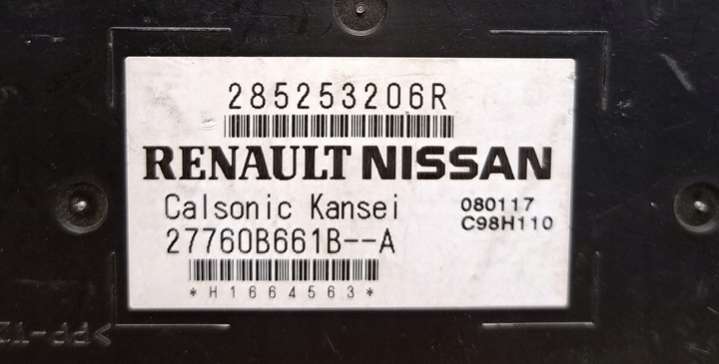 285253206R
RENAULT NISSAN
Calsonic Kansei
080117
27760B661B--A
C98H110
*H1664563*